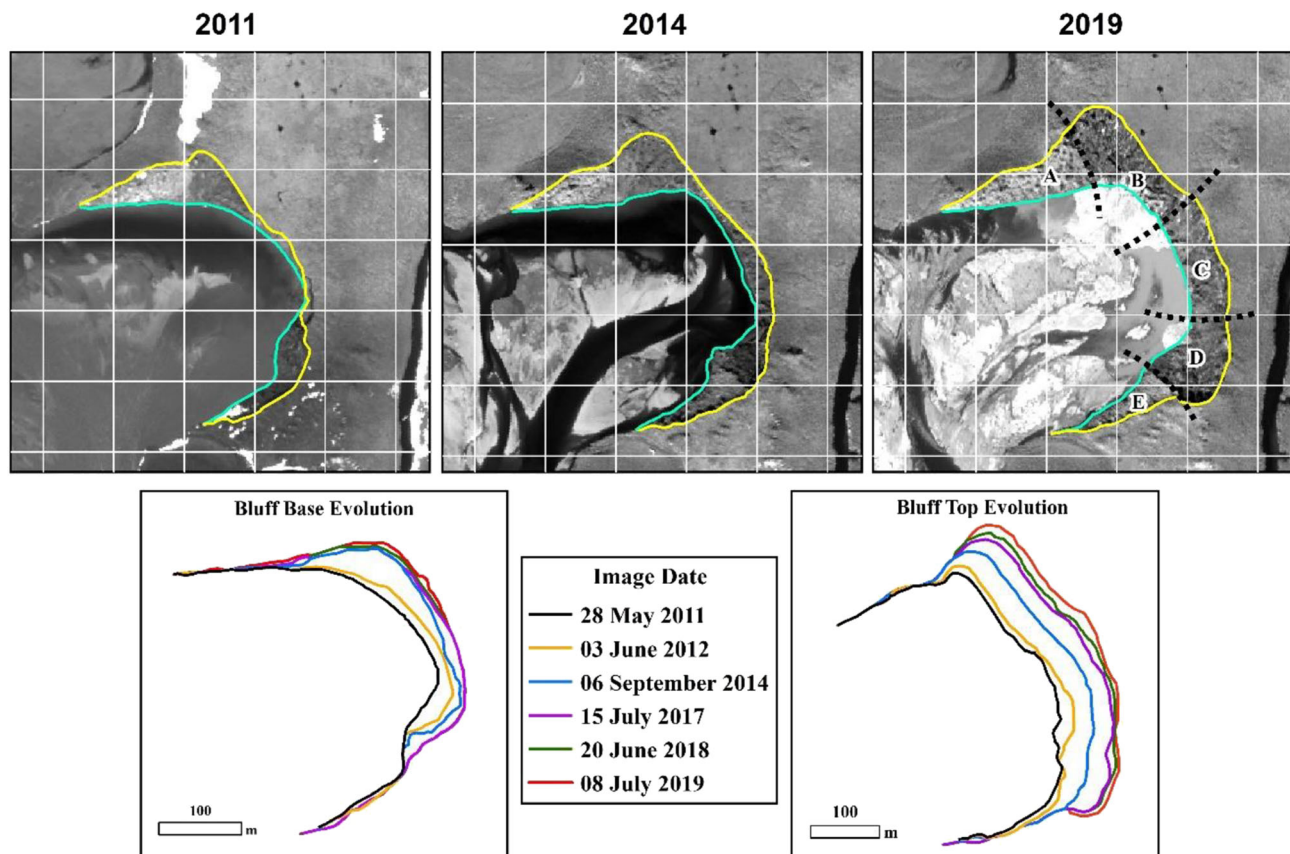 2011
2014
2019
A
B
C
D
E
Bluff Base Evolution
100
m
Image Date
28 May 2011
03 June 2012
06 September 2014
15 July 2017
20 June 2018
08 July 2019
Bluff Top Evolution
100
m